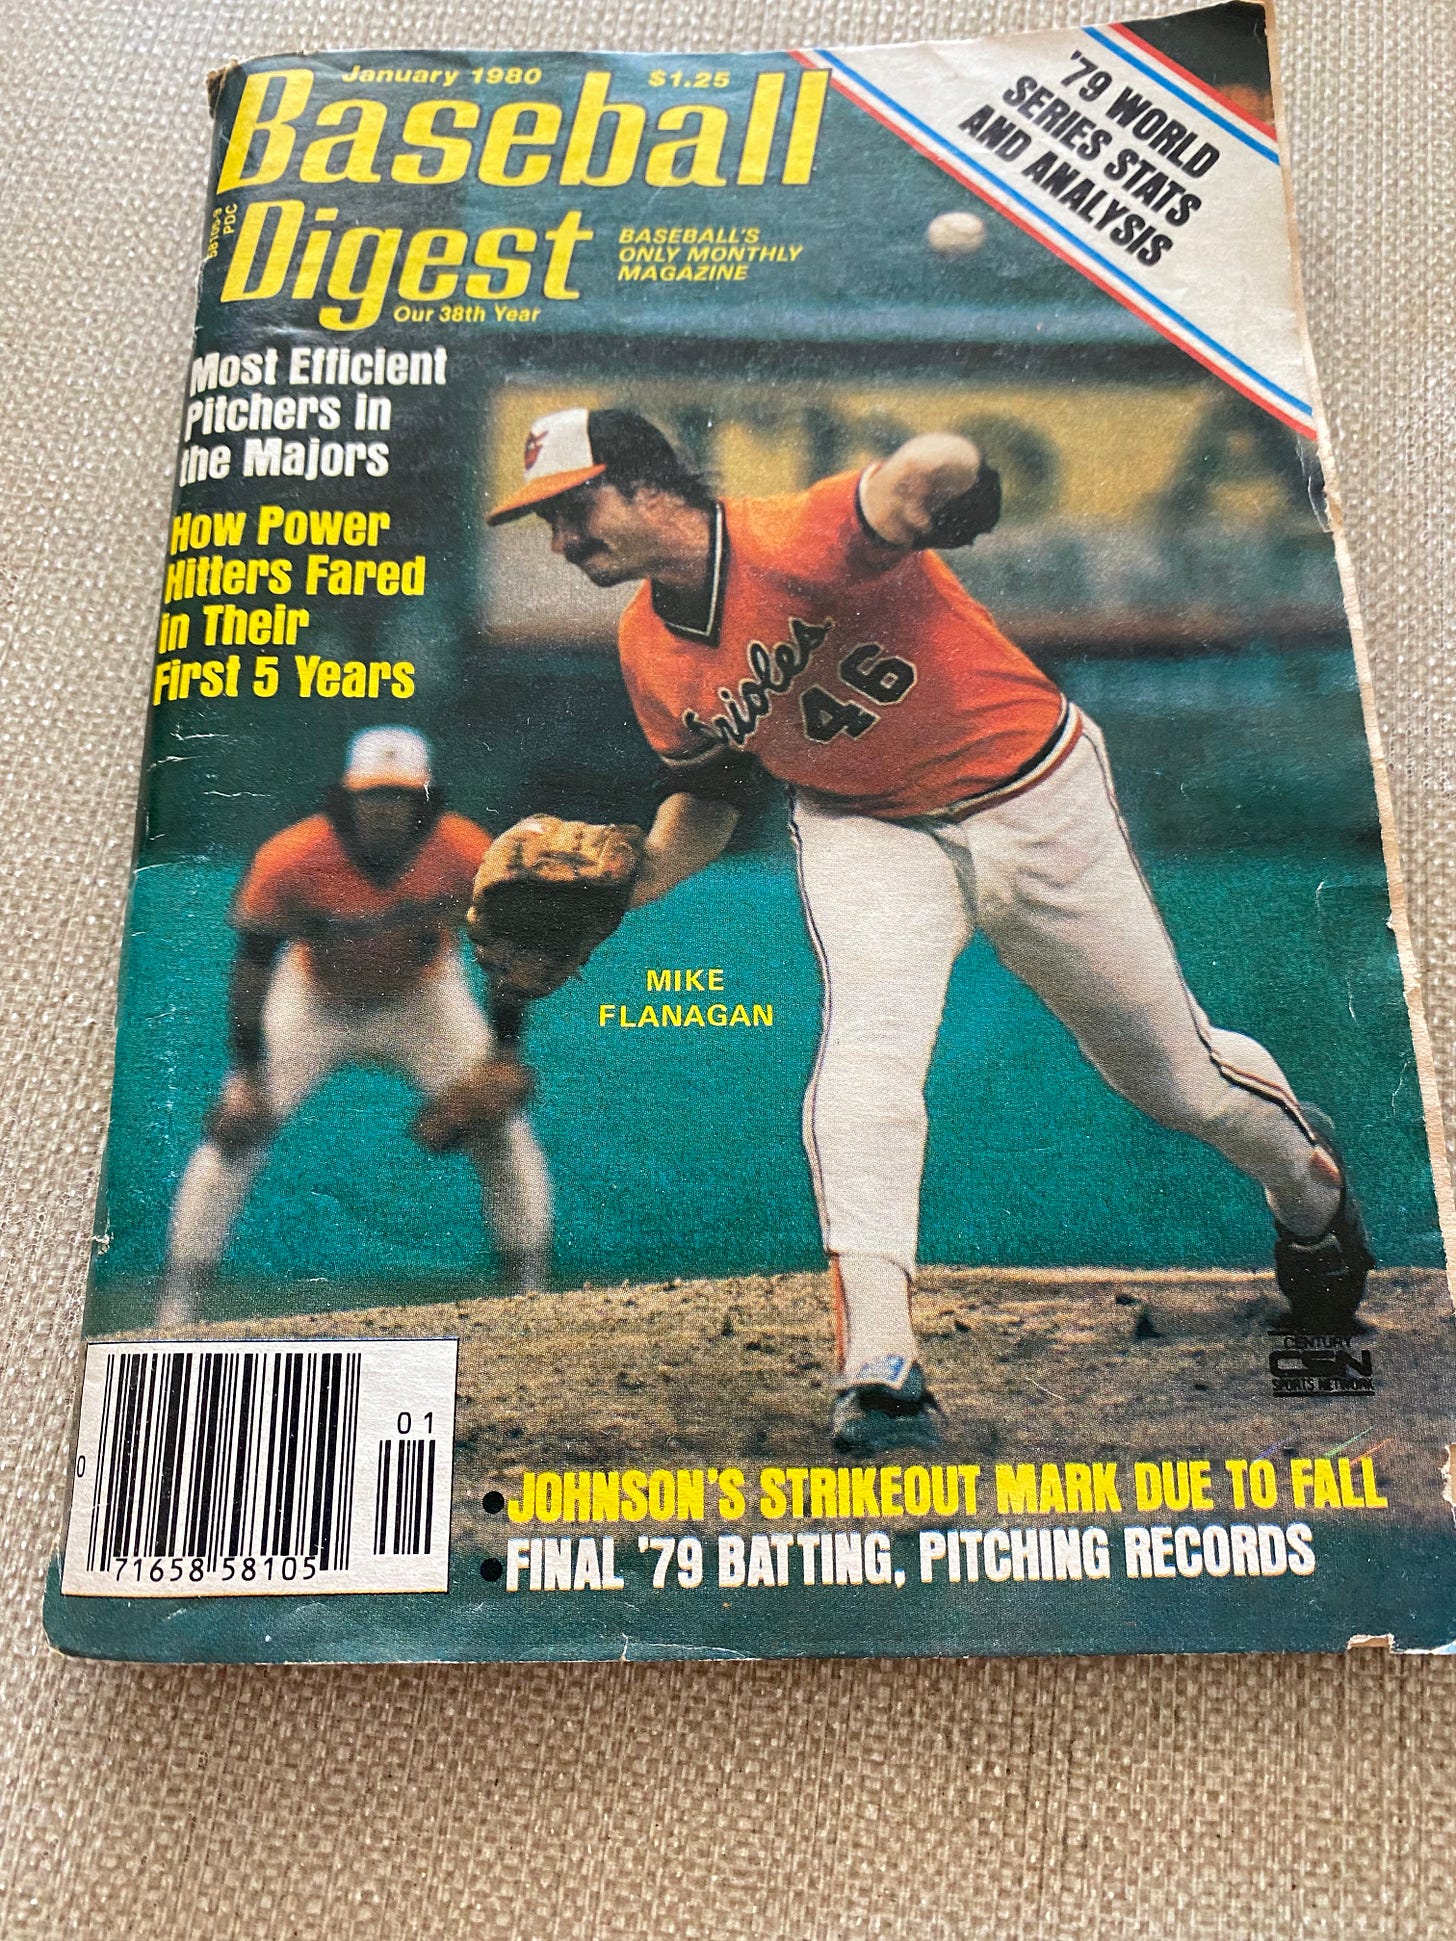 January 1980
$1.25
Baseball
Digest
BASEBALL'S
ONLY MONTHLY
MAGAZINE
Our 38th Year
58105-3
PDC
'79 WORLD
SERIES STATS
AND ANALYSIS
Most Efficient
Pitchers in
the Majors
How Power
Hitters Fared
in Their
First 5 Years
Orioles
46
MIKE
FLANAGAN
CENTURY
CSN
SPORTS NETWORK
01
0
71658 58105
•JOHNSON'S STRIKEOUT MARK DUE TO FALL
•FINAL '79 BATTING, PITCHING RECORDS